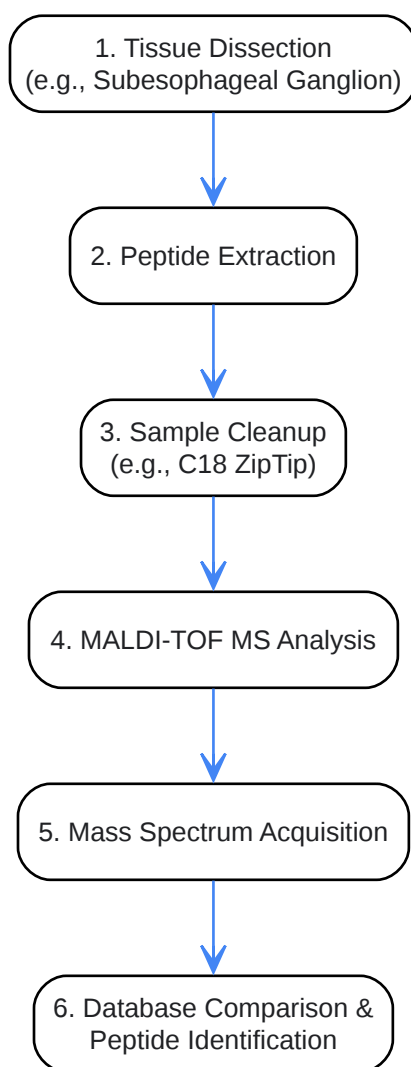 1. Tissue Dissection
(e.g., Subesophageal Ganglion)
2. Peptide Extraction
3. Sample Cleanup
(e.g., C18 ZipTip)
4. MALDI-TOF MS Analysis
5. Mass Spectrum Acquisition
6. Database Comparison &
Peptide Identification